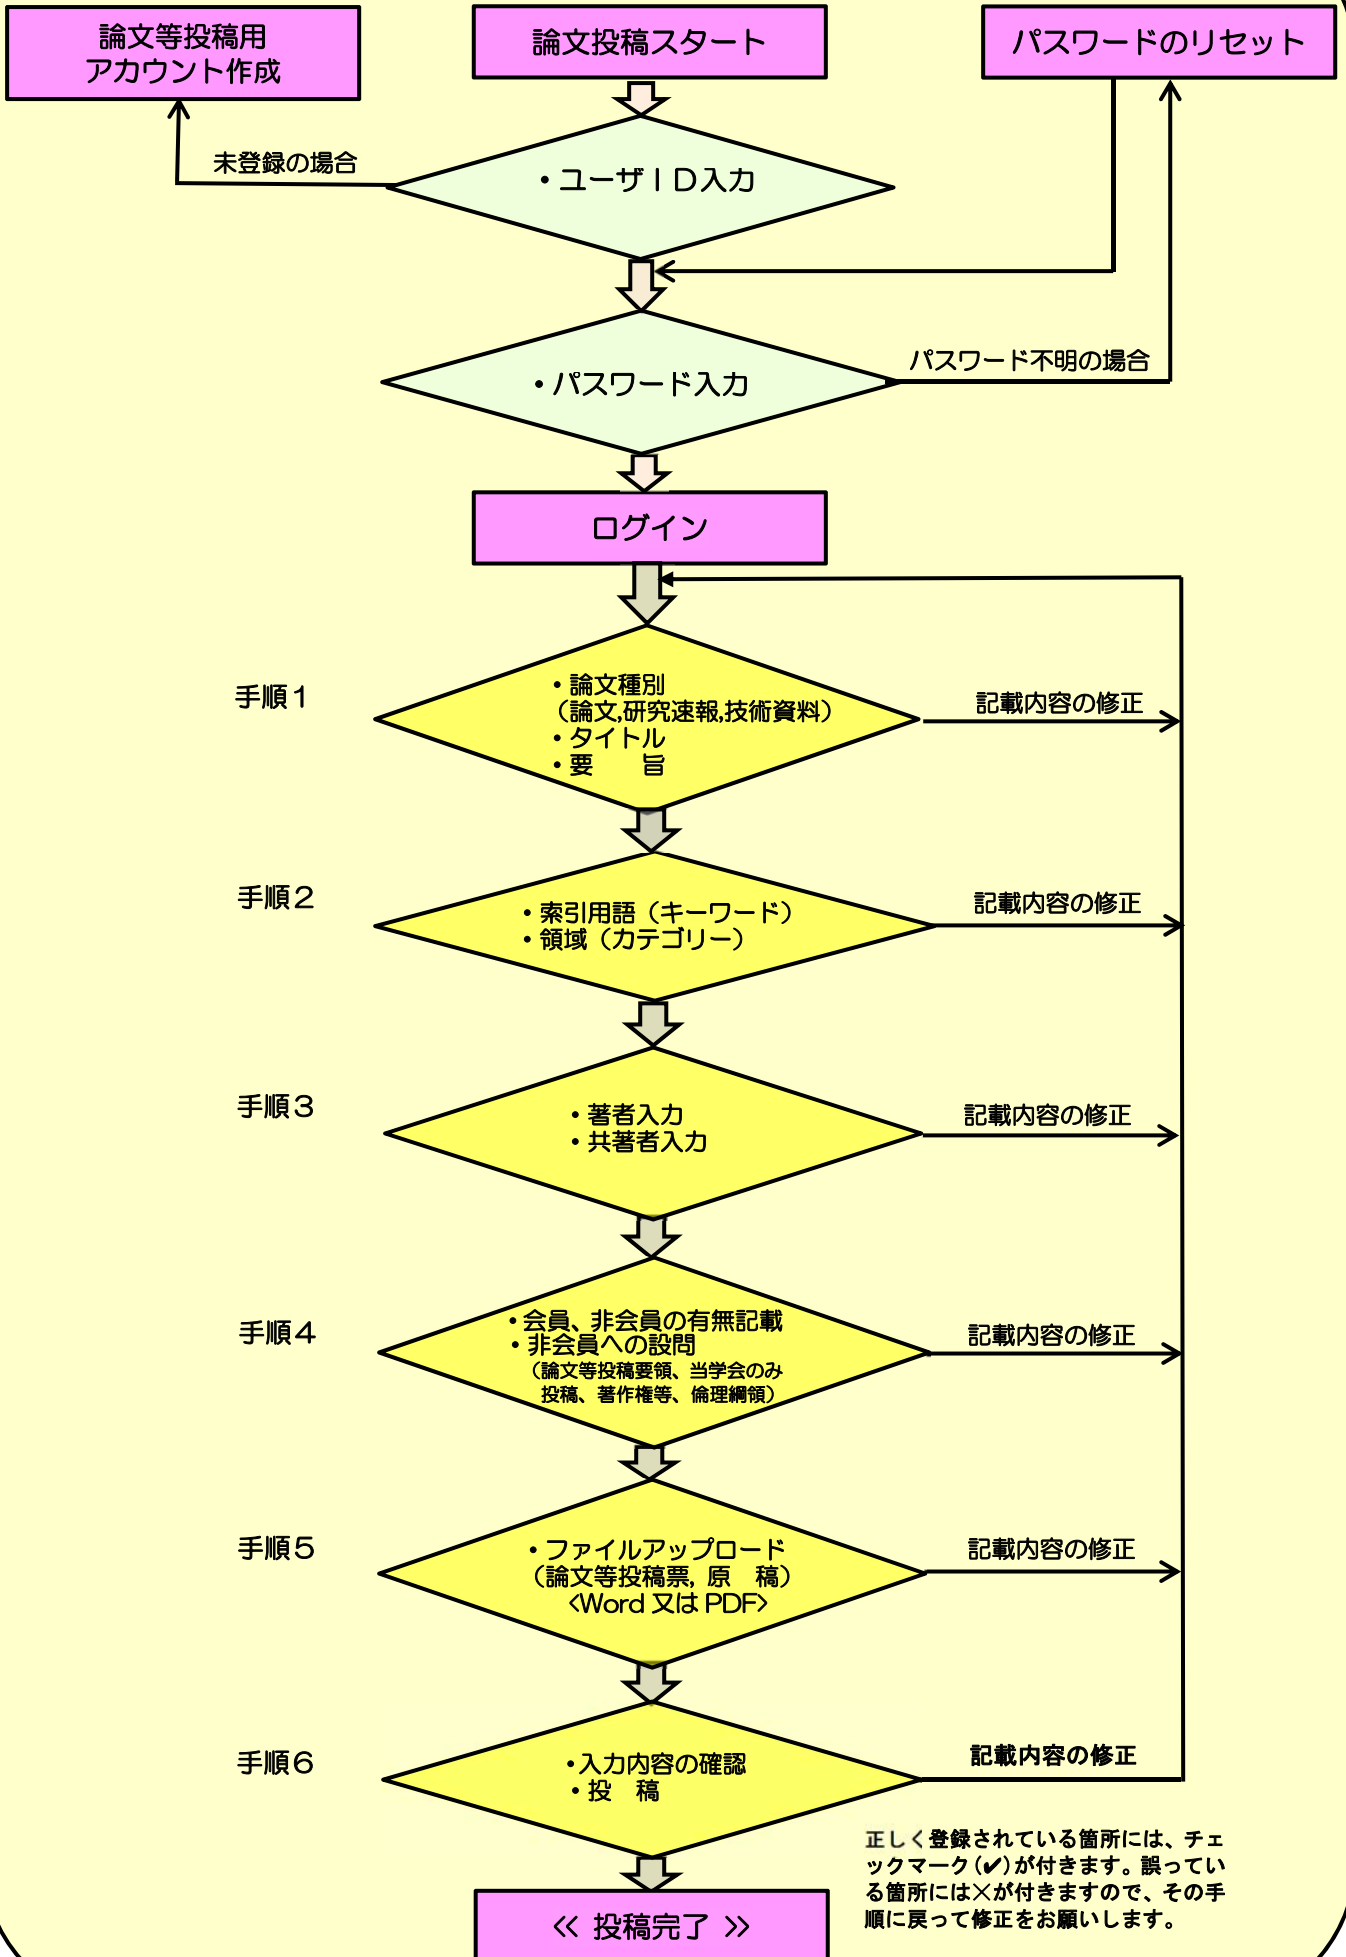 論文等投稿用
アカウント作成
論文投稿スタート
パスワードのリセット
未登録の場合
・ユーザID入力
パスワード不明の場合
・パスワード入力
ログイン
手順1
・論文種別
（論文,研究速報,技術資料）
・タイトル
・要　　旨
記載内容の修正
手順2
・索引用語（キーワード）
・領域（カテゴリー）
記載内容の修正
手順3
・著者入力
・共著者入力
記載内容の修正
手順4
・会員、非会員の有無記載
・非会員への設問
（論文等投稿要領、当学会のみ
投稿、著作権等、倫理綱領）
記載内容の修正
手順5
・ファイルアップロード
（論文等投稿票, 原　稿）
<Word 又は PDF>
記載内容の修正
手順6
・入力内容の確認
・投　稿
記載内容の修正
正しく登録されている箇所には、チェ
ックマーク(✔)が付きます。誤ってい
る箇所には×が付きますので、その手
順に戻って修正をお願いします。
≪ 投稿完了 ≫